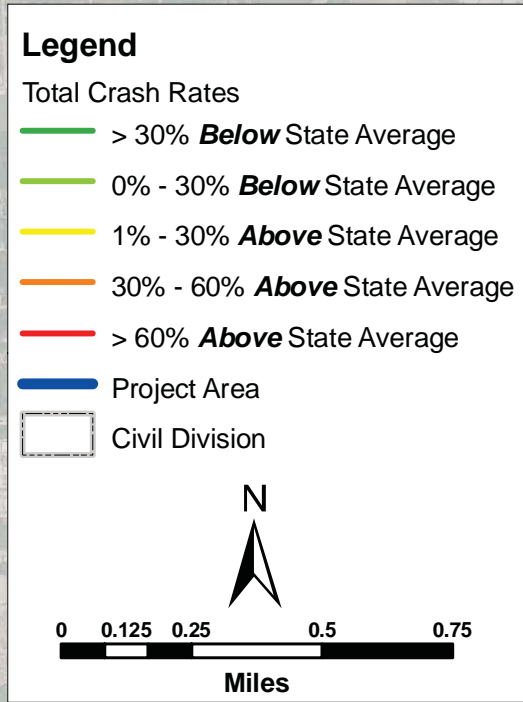 Legend
Total Crash Rates
> 30% Below State Average
0% - 30% Below State Average
1% - 30% Above State Average
30% - 60% Above State Average
> 60% Above State Average
Project Area
Civil Division
N
0 0.125 0.25 0.5 0.75
Miles